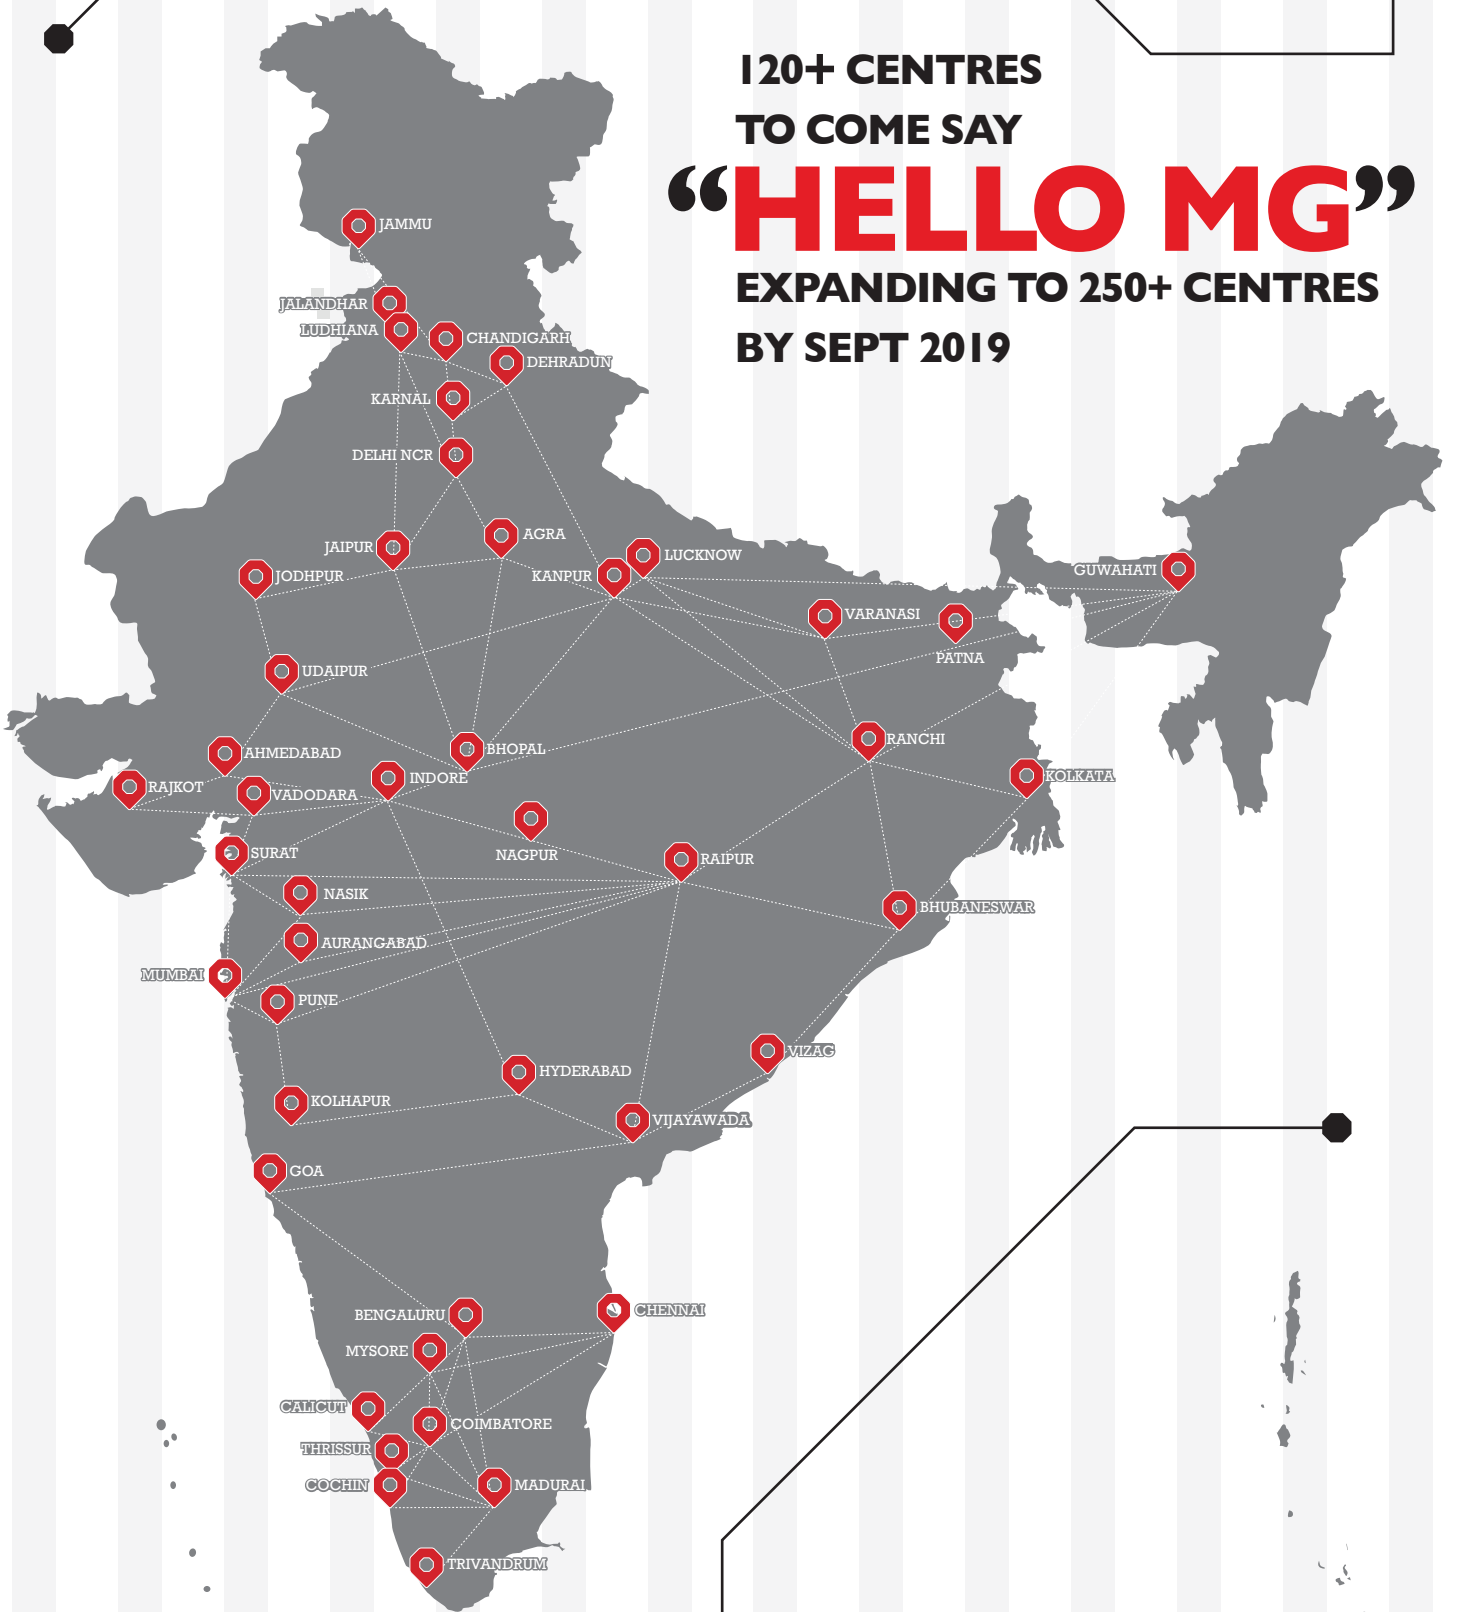 120+ CENTRES
TO COME SAY
“HELLO MG”
EXPANDING TO 250+ CENTRES
BY SEPT 2019
JAMMU
JALANDHAR
LUDHIANA
CHANDIGARH
DEHRADUN
KARNAL
DELHI NCR
JAIPUR
AGRA
LUCKNOW
JODHPUR
KANPUR
GUWAHATI
VARANASI
PATNA
UDAIPUR
RANCHI
AHMEDABAD
BHOPAL
INDORE
KOLKATA
RAJKOT
VADODARA
SURAT
NAGPUR
RAIPUR
NASIK
BHUBANESWAR
AURANGABAD
MUMBAI
PUNE
VIZAG
HYDERABAD
KOLHAPUR
VIJAYAWADA
GOA
BENGALURU
CHENNAI
MYSORE
CALICUT
COIMBATORE
THRISSUR
COCHIN
MADURAI
TRIVANDRUM